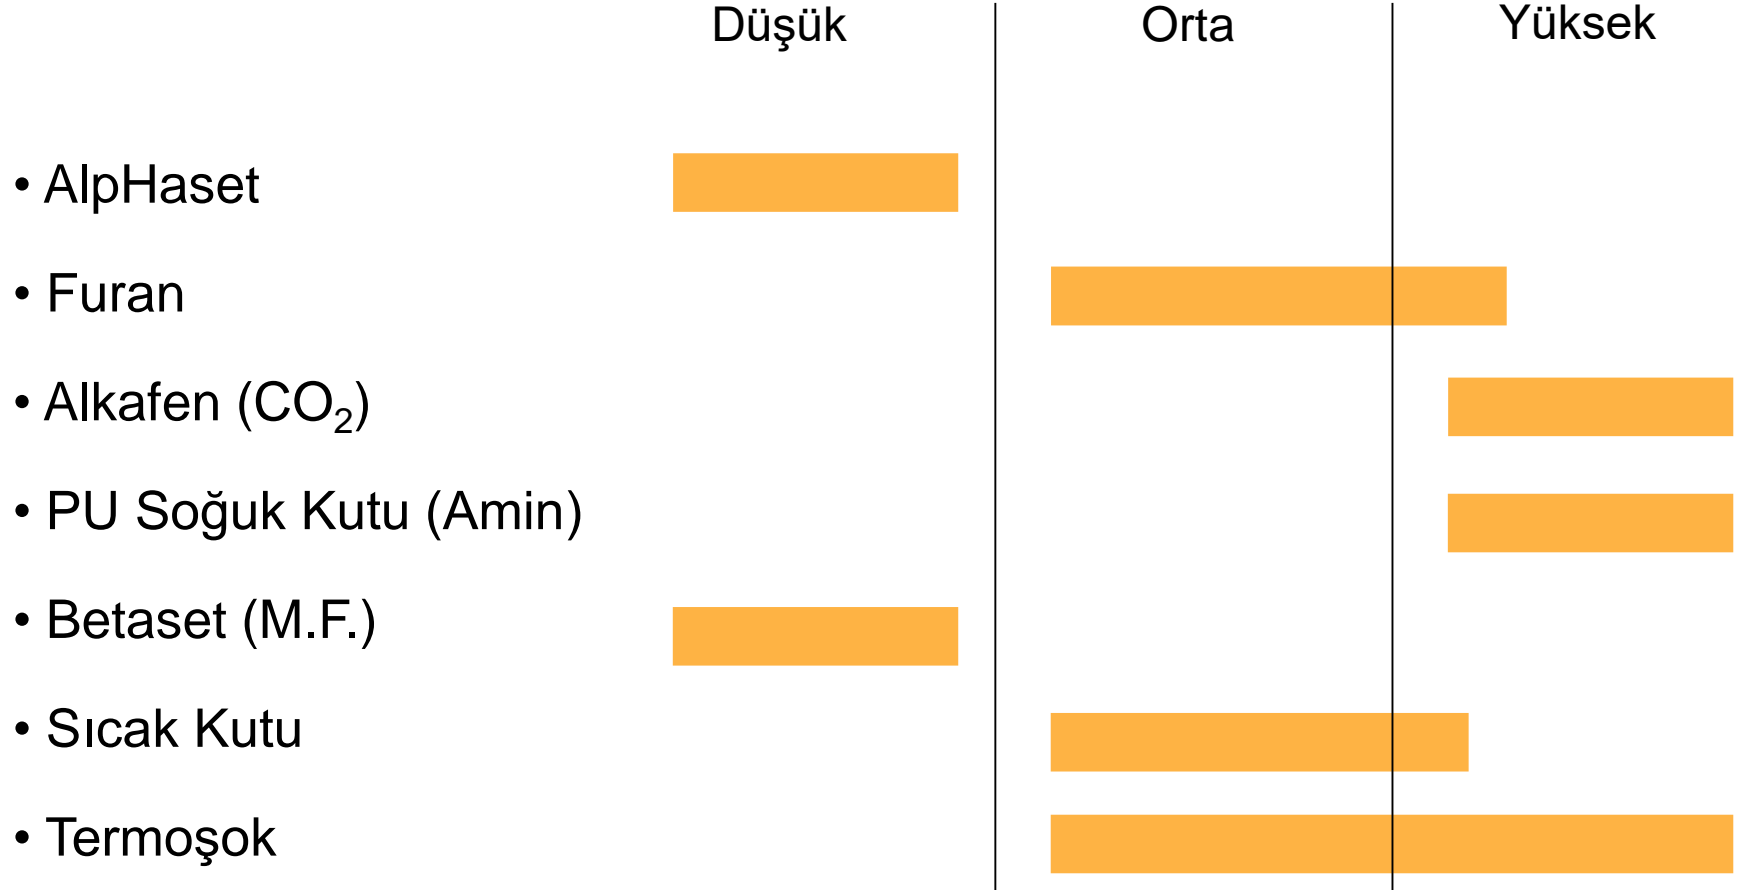 Düşük Orta Yüksek
• AlpHaset
• Furan
• Alkafen (CO₂)
• PU Soğuk Kutu (Amin)
• Betaset (M.F.)
• Sıcak Kutu
• Termoşok